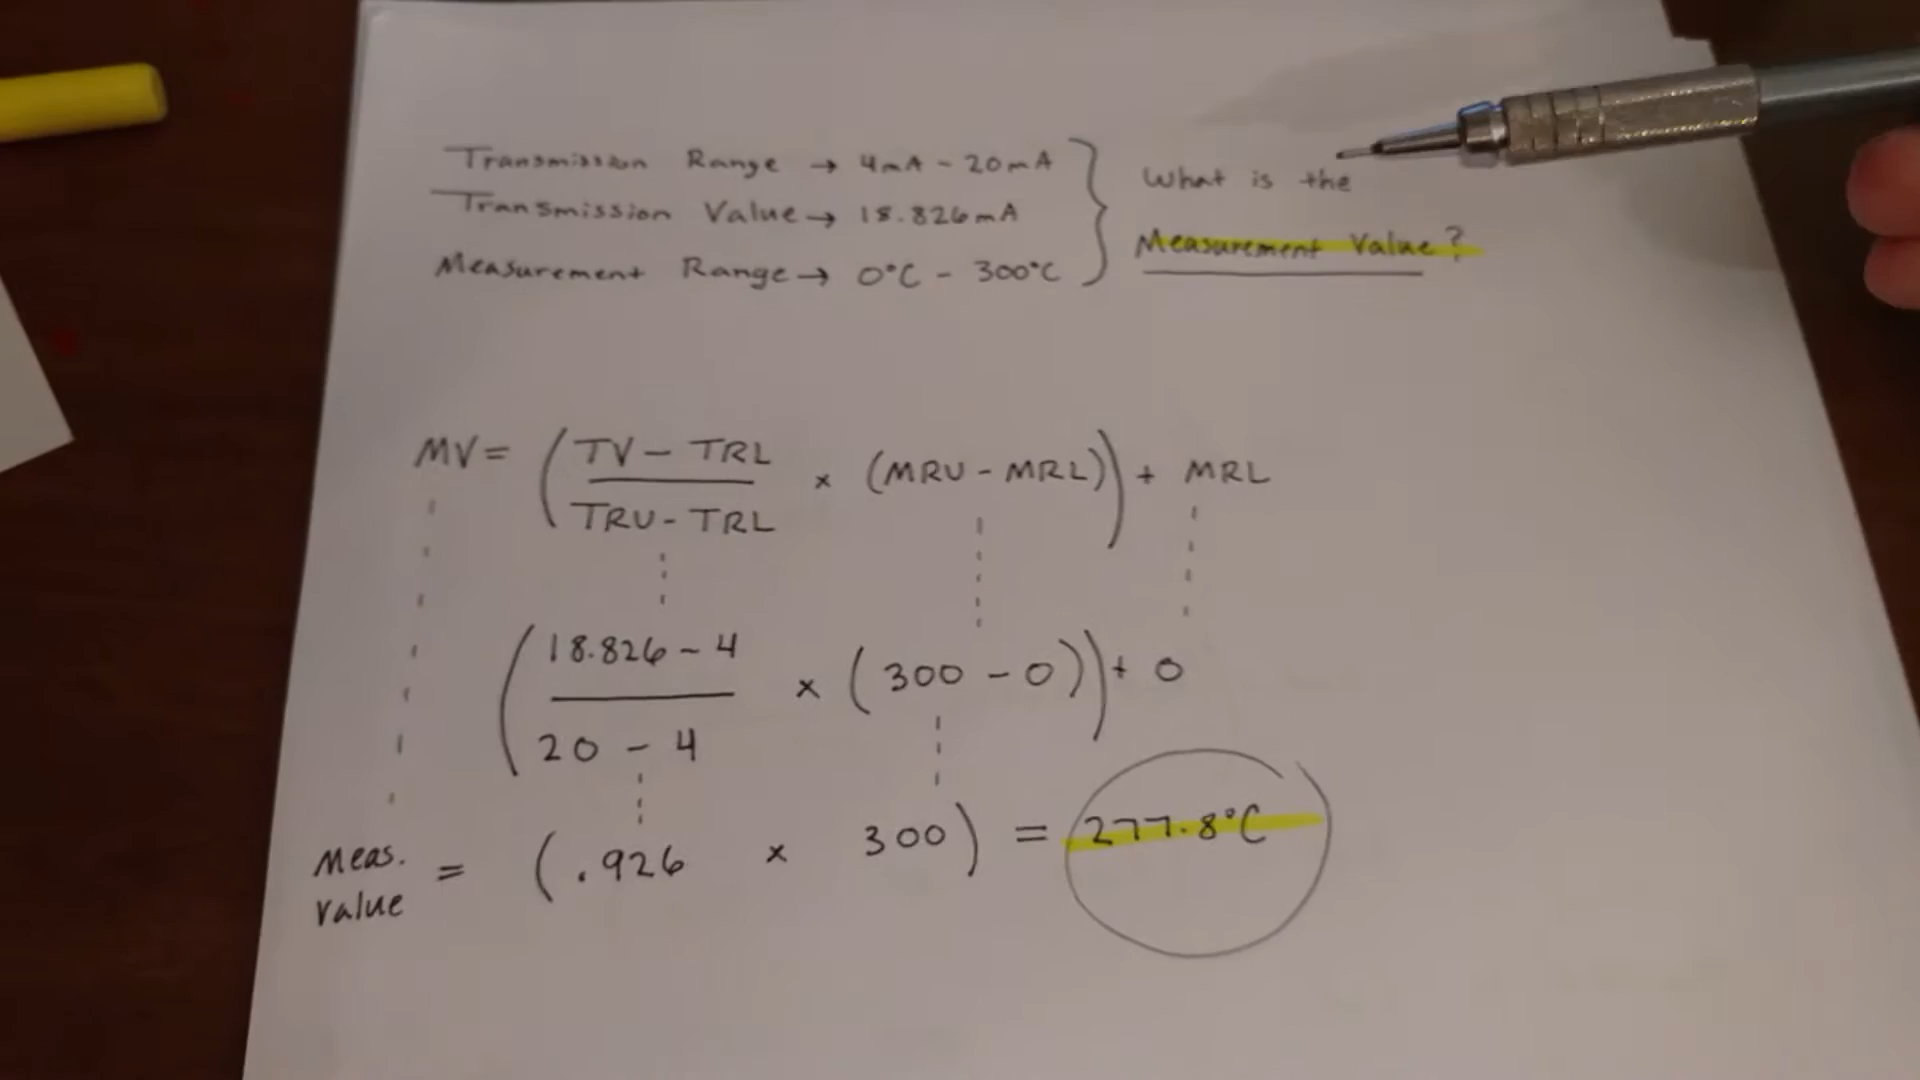 Transmission Range → 4mA - 20mA
Transmission Value → 18.826mA
Measurement Range → 0°C - 300°C
What is the
Measurement Value?
MV = (TV - TRL / TRU - TRL × (MRU - MRL)) + MRL
(18.826 - 4 / 20 - 4 × (300 - 0)) + 0
Meas. value = (.926 × 300) = 277.8°C